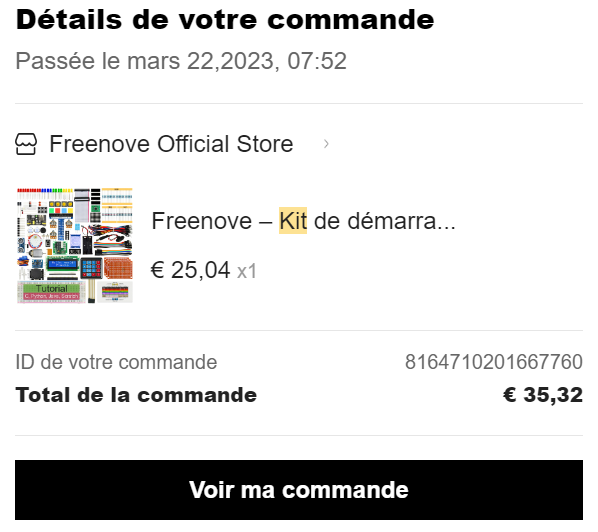 Détails de votre commande
Passée le mars 22,2023, 07:52
Freenove Official Store
Freenove – Kit de démarra...
€ 25,04 x1
Tutorial
C, Python, Java, Scratch
ID de votre commande 8164710201667760
Total de la commande € 35,32
Voir ma commande